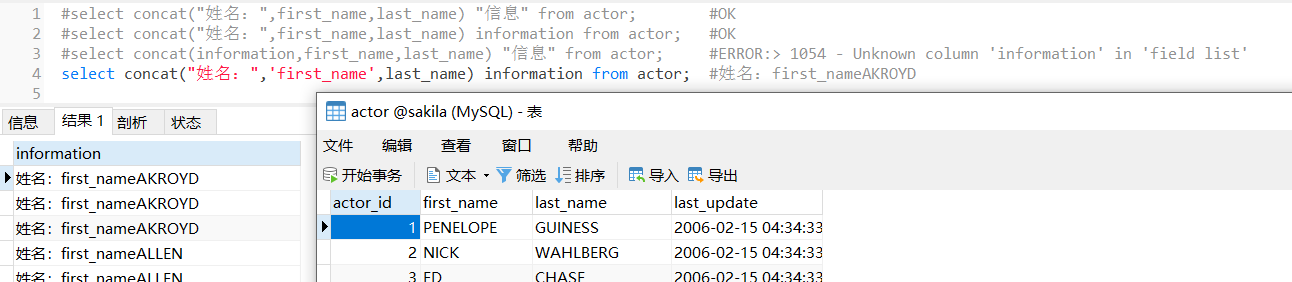 1 #select concat("姓名：",first_name,last_name) "信息" from actor; #OK
2 #select concat("姓名：",first_name,last_name) information from actor; #OK
3 #select concat(information,first_name,last_name) "信息" from actor; #ERROR:> 1054 - Unknown column 'information' in 'field list'
4 select concat("姓名：",'first_name',last_name) information from actor; #姓名：first_nameAKROYD
5
信息 结果 1 剖析 状态
information
姓名：first_nameAKROYD
姓名：first_nameAKROYD
姓名：first_nameAKROYD
姓名：first_nameALLEN
姓名：first_nameALLEN
actor @sakila (MySQL) - 表
文件 编辑 查看 窗口 帮助
开始事务 文本 筛选 排序 导入 导出
actor_id first_name last_name last_update
1 PENELOPE GUINESS 2006-02-15 04:34:33
2 NICK WAHLBERG 2006-02-15 04:34:33
3 ED CHASE 2006-02-15 04:34:33